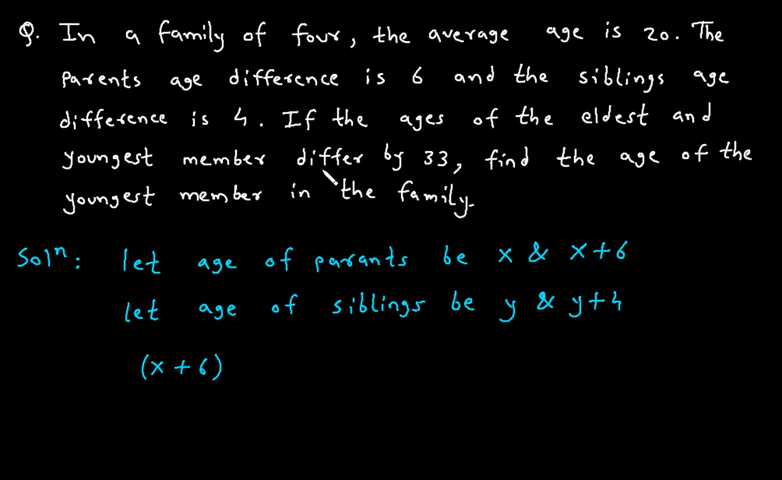 Q. In a family of four, the average age is 20. The
parents age difference is 6 and the siblings age
difference is 4. If the ages of the eldest and
youngest member differ by 33, find the age of the
youngest member in the family.
Solⁿ: let age of parants be x & x+6
let age of siblings be y & y+4
(x + 6)